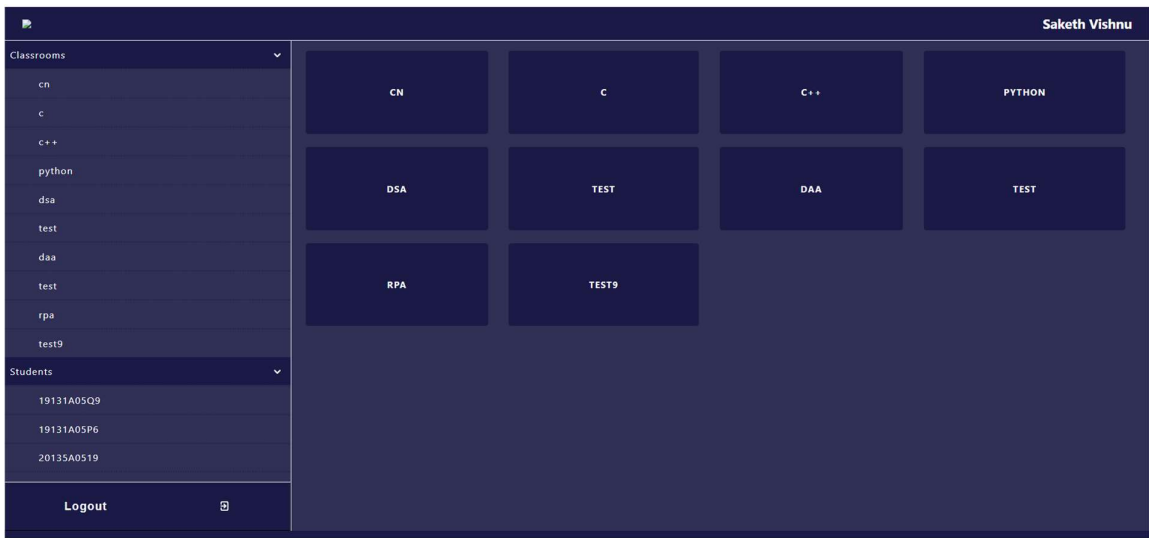 Saketh Vishnu
Classrooms
cn
c
c++
python
dsa
test
daa
test
rpa
test9
Students
19131A05Q9
19131A05P6
20135A0519
Logout
CN C C++ PYTHON
DSA TEST DAA TEST
RPA TEST9